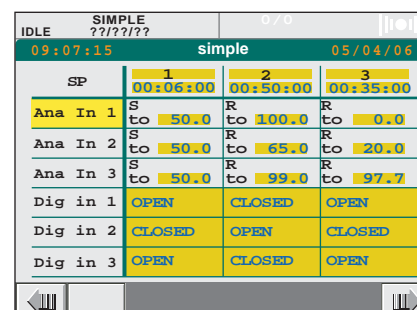 SIMPLE 0/0
IDLE ??/??/??
09:07:15 simple 05/04/06
SP 1 2 3
00:06:00 00:50:00 00:35:00
S R R
Ana In 1 to 50.0 to 100.0 to 0.0
S R R
Ana In 2 to 50.0 to 65.0 to 20.0
S R R
Ana In 3 to 50.0 to 99.0 to 97.7
Dig in 1 OPEN CLOSED OPEN
Dig in 2 CLOSED OPEN CLOSED
Dig in 3 OPEN CLOSED OPEN